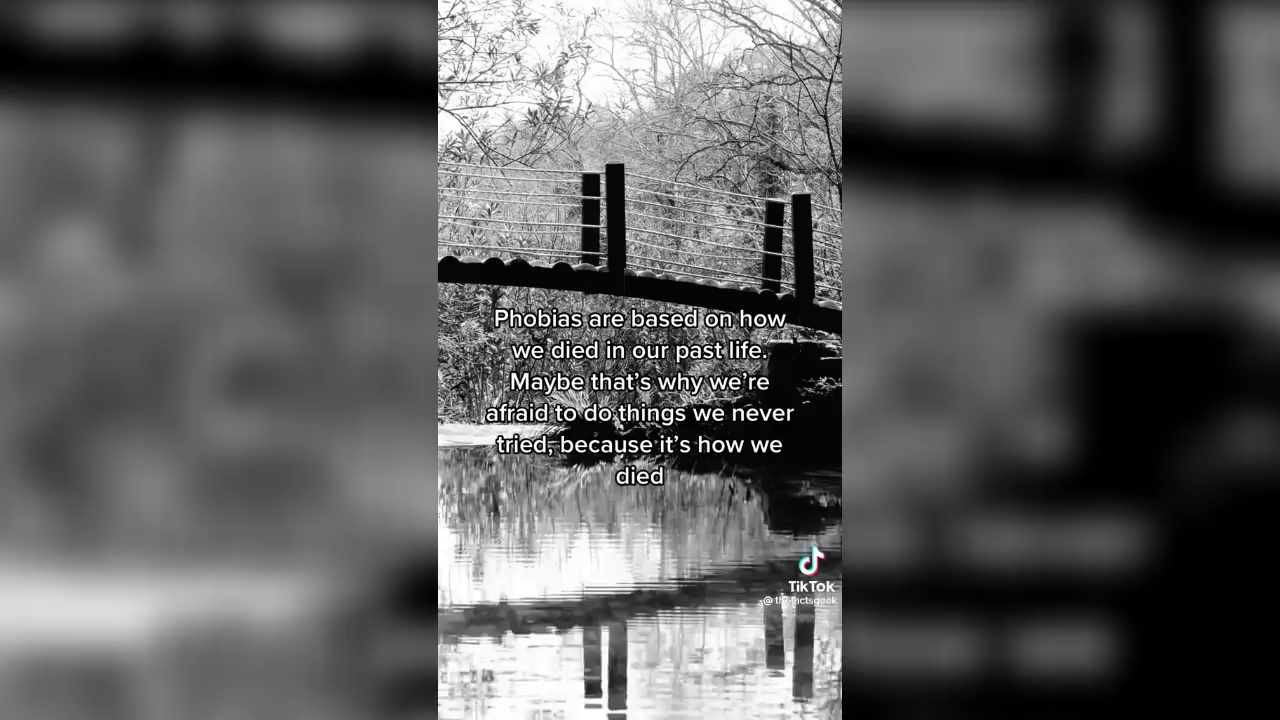 Phobias are based on how
we died in our past life.
Maybe that's why we're
afraid to do things we never
tried, because it's how we
died
TikTok